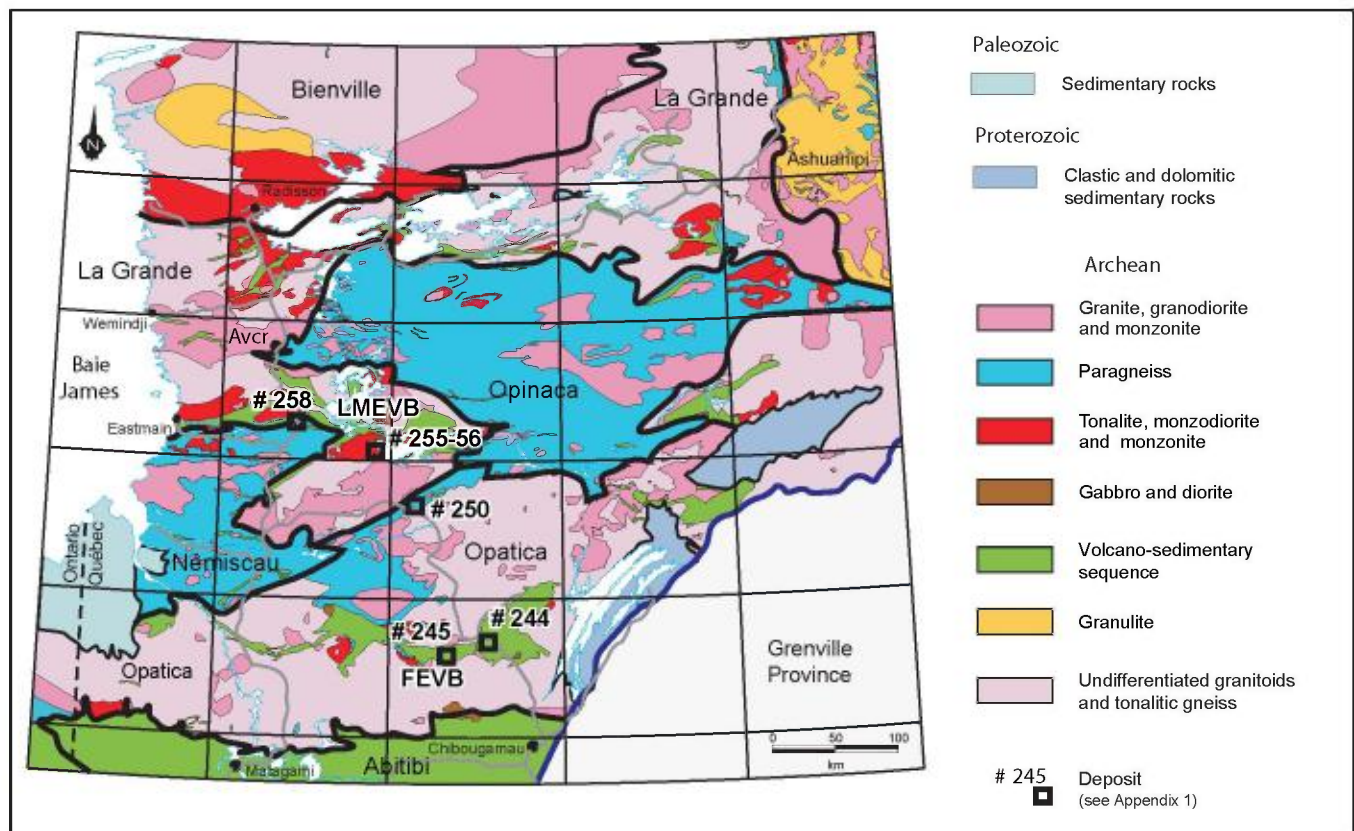 Bienville
La Grande
Ashuanipi
N
Radisson
La Grande
Wemindji
Avcr
Baie
James
Opinaca
# 258
LMEVB
Eastmain
# 255-56
# 250
Ontario
Québec
Némiscau
Opatica
# 244
# 245
FEVB
Opatica
Grenville
Province
Chibougamau
Matagami
Abitibi
0 50 100
km
Paleozoic
Sedimentary rocks
Proterozoic
Clastic and dolomitic
sedimentary rocks
Archean
Granite, granodiorite
and monzonite
Paragneiss
Tonalite, monzodiorite
and monzonite
Gabbro and diorite
Volcano-sedimentary
sequence
Granulite
Undifferentiated granitoids
and tonalitic gneiss
# 245
Deposit
(see Appendix 1)